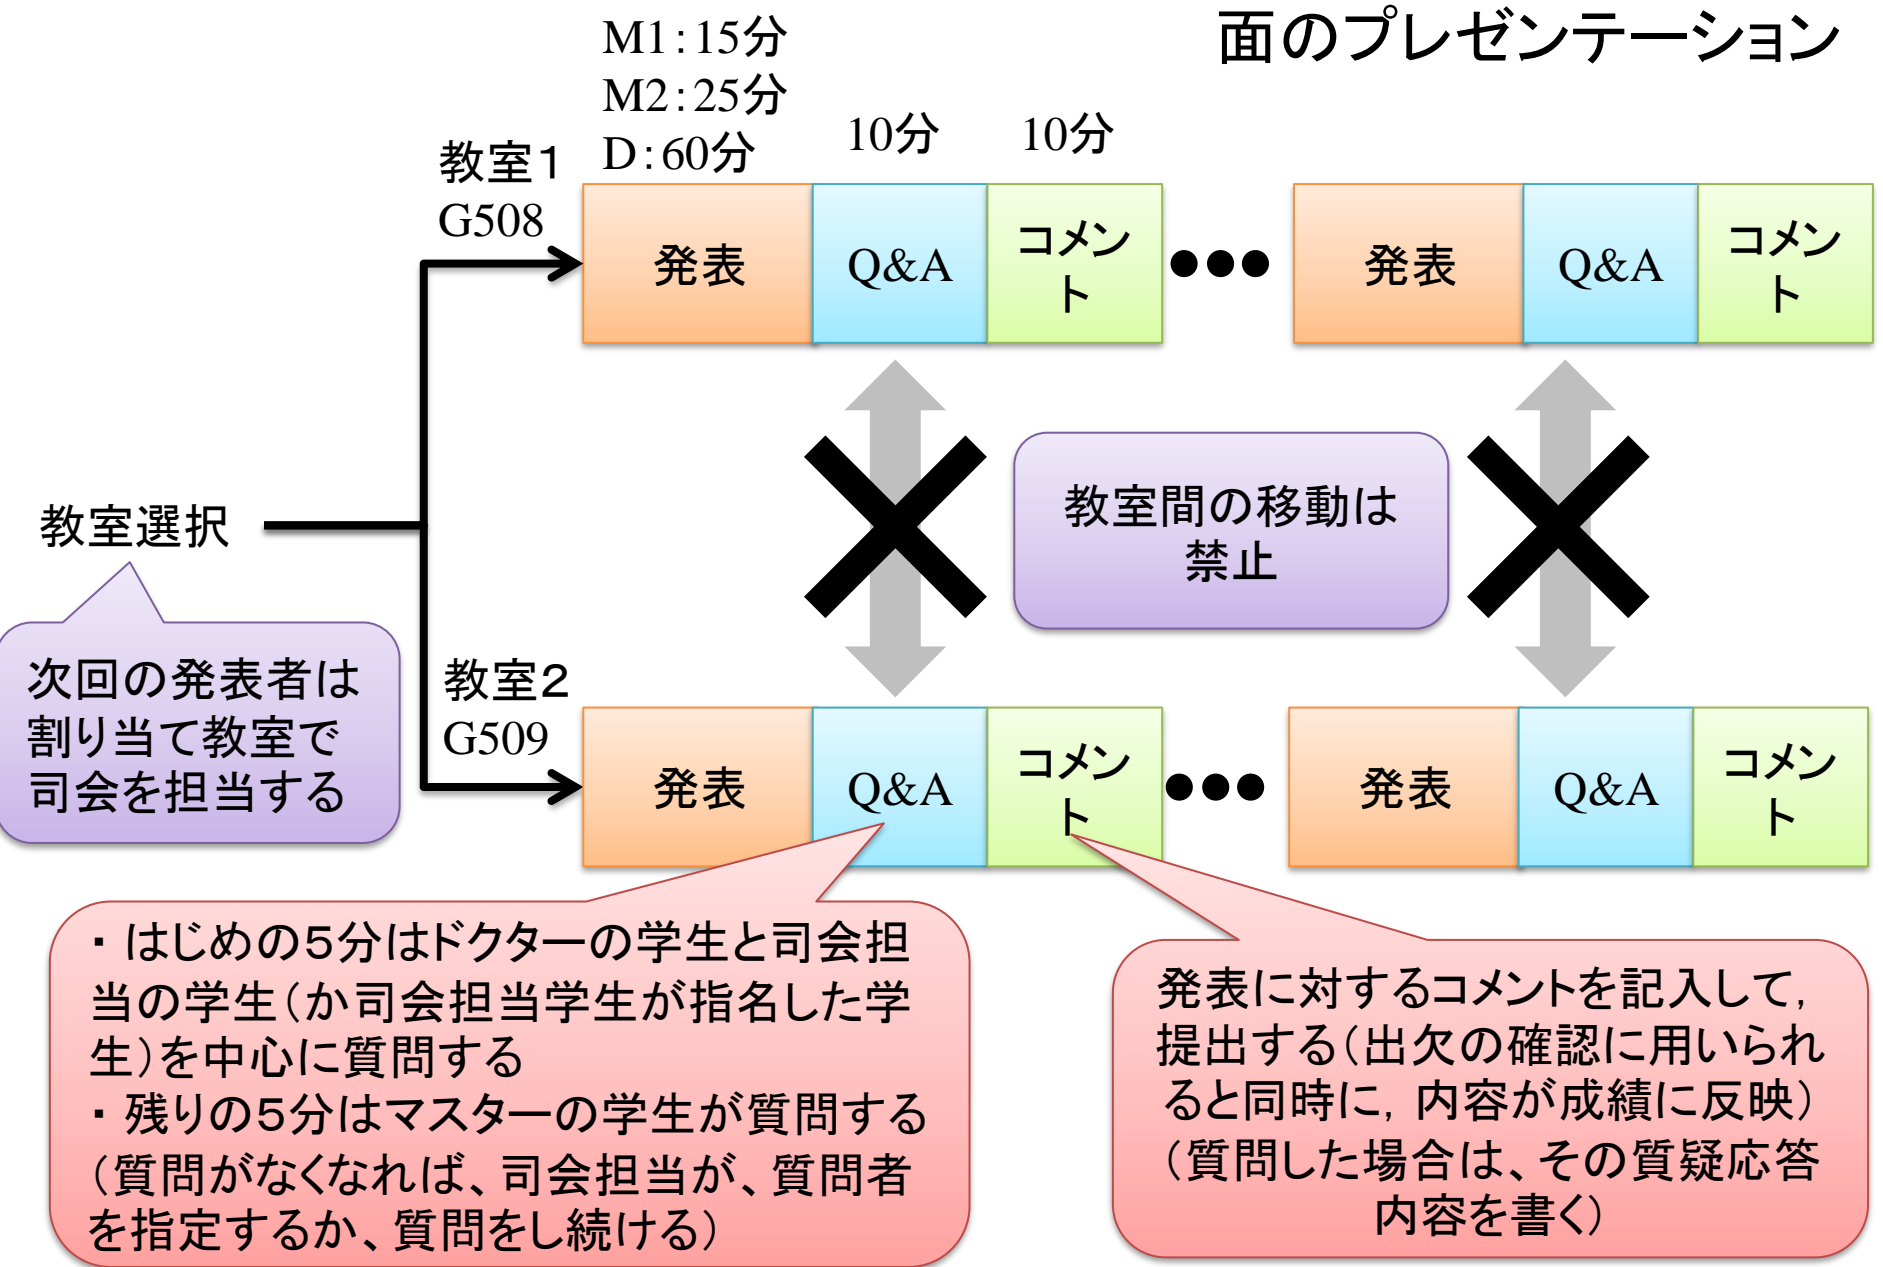 面のプレゼンテーション
M1:15分
M2:25分
D:60分
10分
10分
教室1
G508
発表
Q&A
コメン
ト
●●●
発表
Q&A
コメン
ト
教室間の移動は
禁止
教室選択
次回の発表者は
割り当て教室で
司会を担当する
教室2
G509
発表
Q&A
コメン
ト
●●●
発表
Q&A
コメン
ト
・はじめの5分はドクターの学生と司会担
当の学生（か司会担当学生が指名した学
生）を中心に質問する
・残りの5分はマスターの学生が質問する
（質問がなくなれば、司会担当が、質問者
を指定するか、質問をし続ける）
発表に対するコメントを記入して，
提出する（出欠の確認に用いられ
ると同時に，内容が成績に反映）
（質問した場合は、その質疑応答
内容を書く）